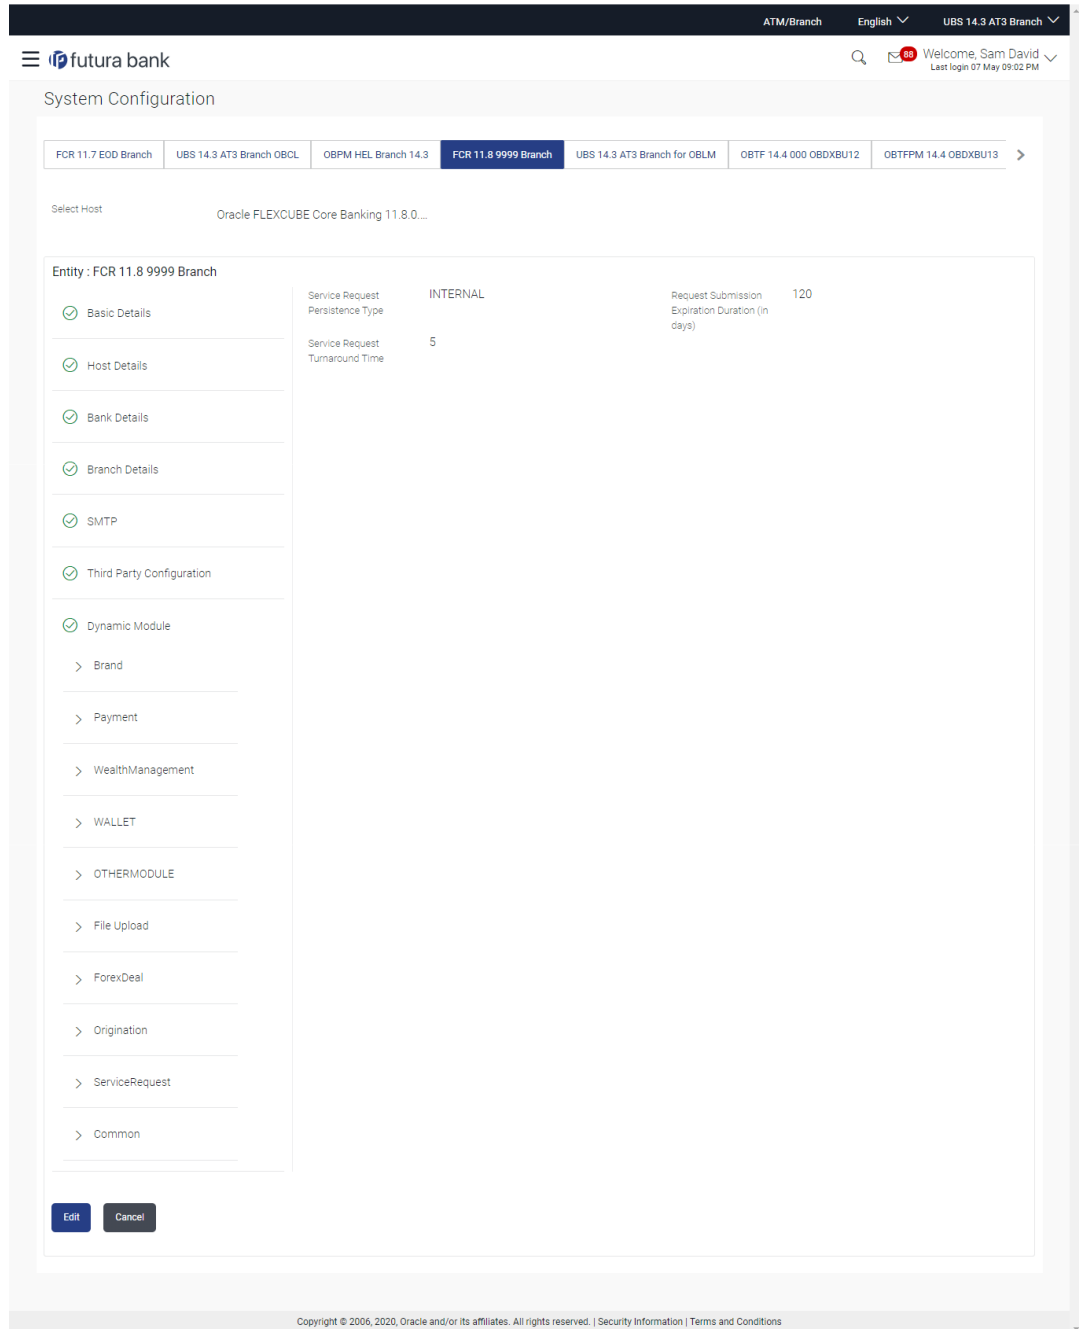 ATM/Branch English UBS 14.3 AT3 Branch
futura bank 88 Welcome, Sam David
Last login 07 May 09:02 PM
System Configuration
FCR 11.7 EOD Branch UBS 14.3 AT3 Branch OBCL OBPM HEL Branch 14.3 FCR 11.8 9999 Branch UBS 14.3 AT3 Branch for OBLM OBTF 14.4 000 OBDXBU12 OBTFPM 14.4 OBDXBU13
Select Host Oracle FLEXCUBE Core Banking 11.8.0....
Entity : FCR 11.8 9999 Branch
Service Request Persistence Type INTERNAL
Request Submission Expiration Duration (In days) 120
Service Request Turnaround Time 5
Basic Details
Host Details
Bank Details
Branch Details
SMTP
Third Party Configuration
Dynamic Module
Brand
Payment
WealthManagement
WALLET
OTHERMODULE
File Upload
ForexDeal
Origination
ServiceRequest
Common
Edit Cancel
Copyright © 2006, 2020, Oracle and/or its affiliates. All rights reserved. | Security Information | Terms and Conditions